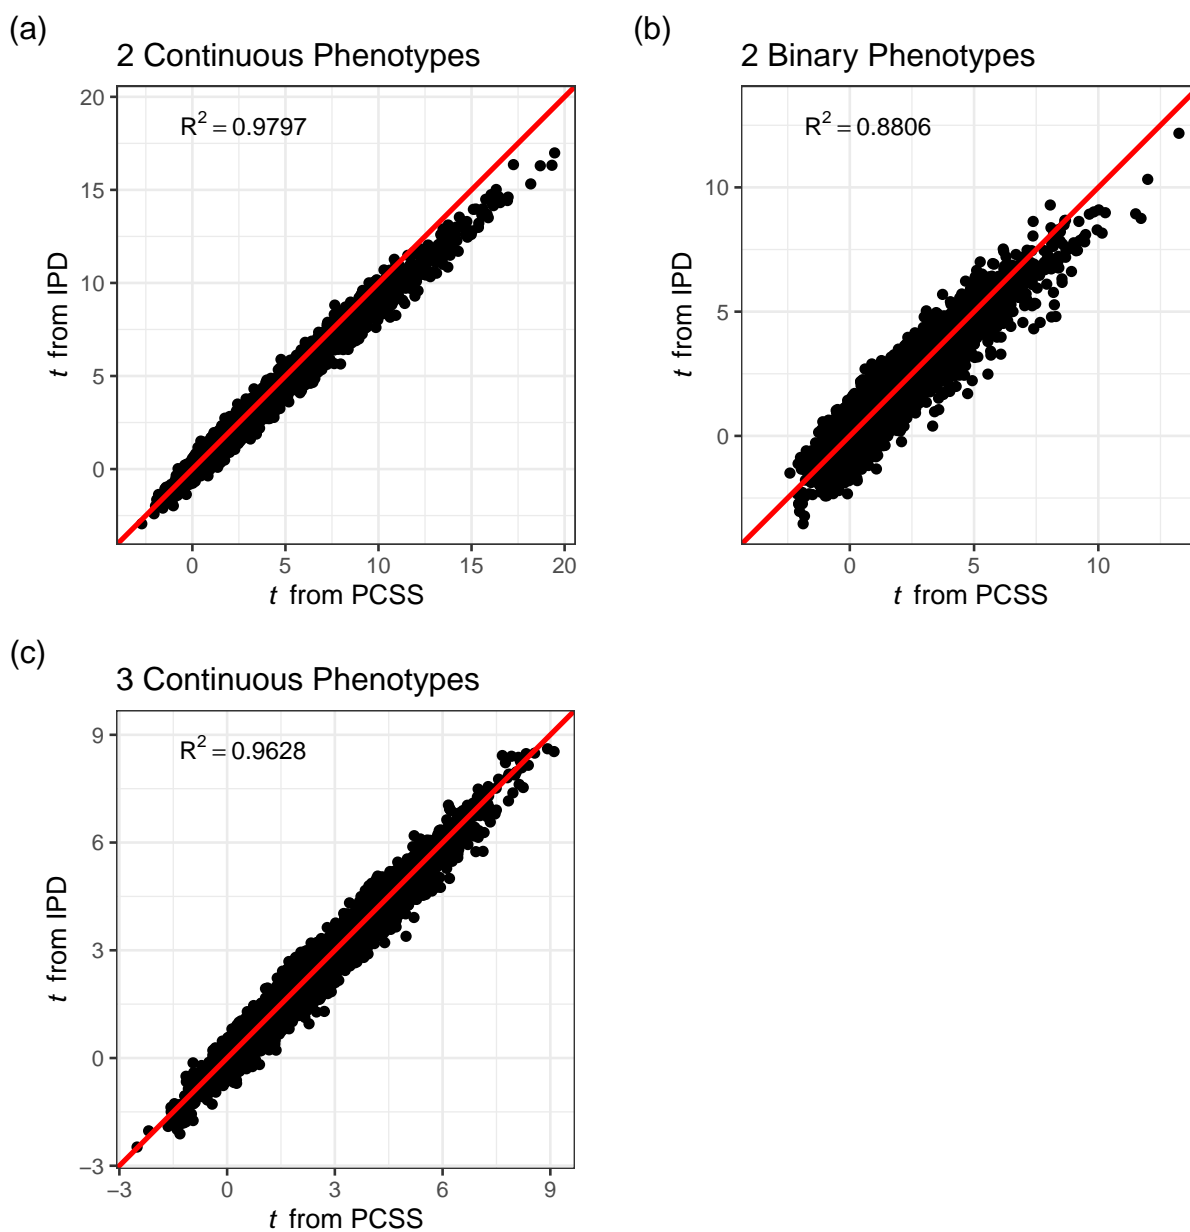 (a)
2 Continuous Phenotypes
R² = 0.9797
20
15
10
5
0
0 5 10 15 20
t from IPD
t from PCSS
(b)
2 Binary Phenotypes
R² = 0.8806
10
5
0
0 5 10
t from IPD
t from PCSS
(c)
3 Continuous Phenotypes
R² = 0.9628
9
6
3
0
−3
−3 0 3 6 9
t from IPD
t from PCSS